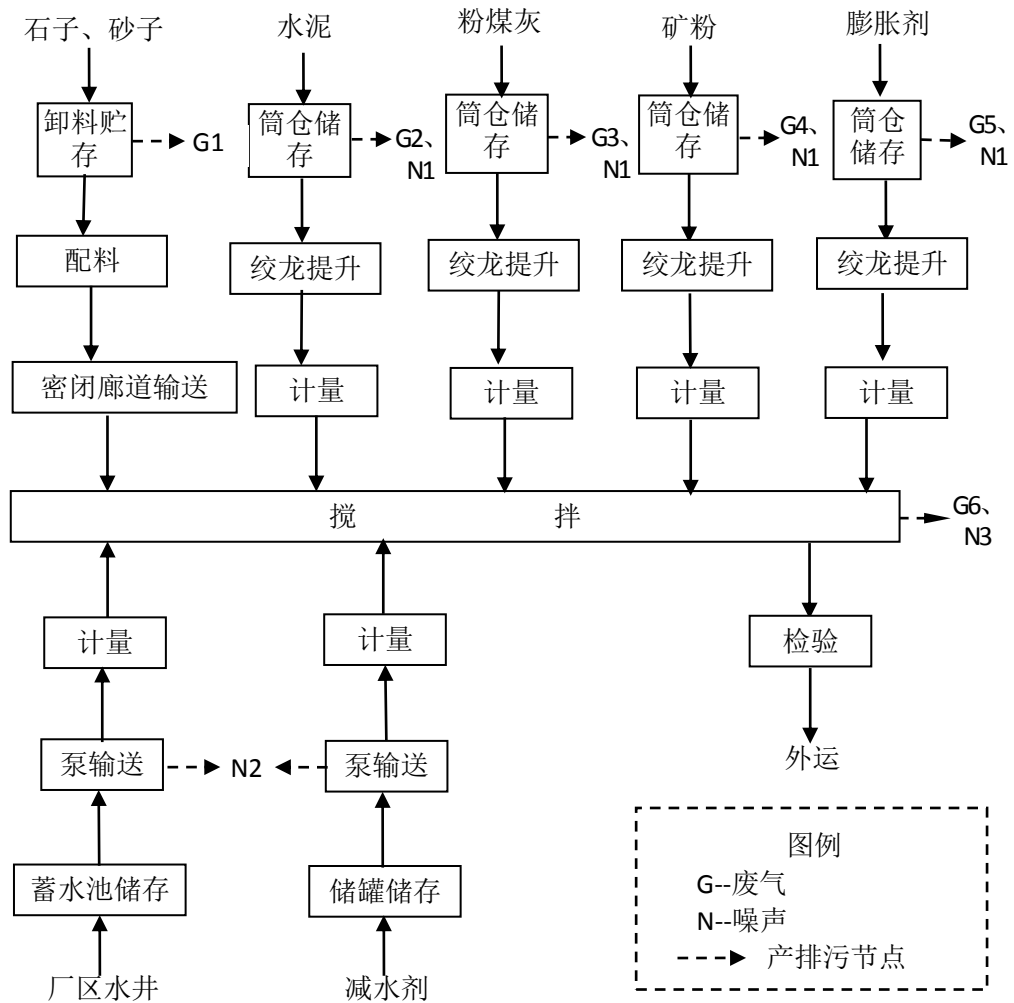 石子、砂子
水泥
粉煤灰
矿粉
膨胀剂
卸料贮
存
G1
筒仓储
存
G2、
N1
筒仓储
存
G3、
N1
筒仓储
存
G4、
N1
筒仓
储存
G5、
N1
配料
绞龙提升
绞龙提升
绞龙提升
绞龙提升
密闭廊道输送
计量
计量
计量
计量
搅 拌
G6、
N3
计量
计量
检验
泵输送
N2
泵输送
外运
蓄水池储存
储罐储存
厂区水井
减水剂
图例
G--废气
N--噪声
产排污节点